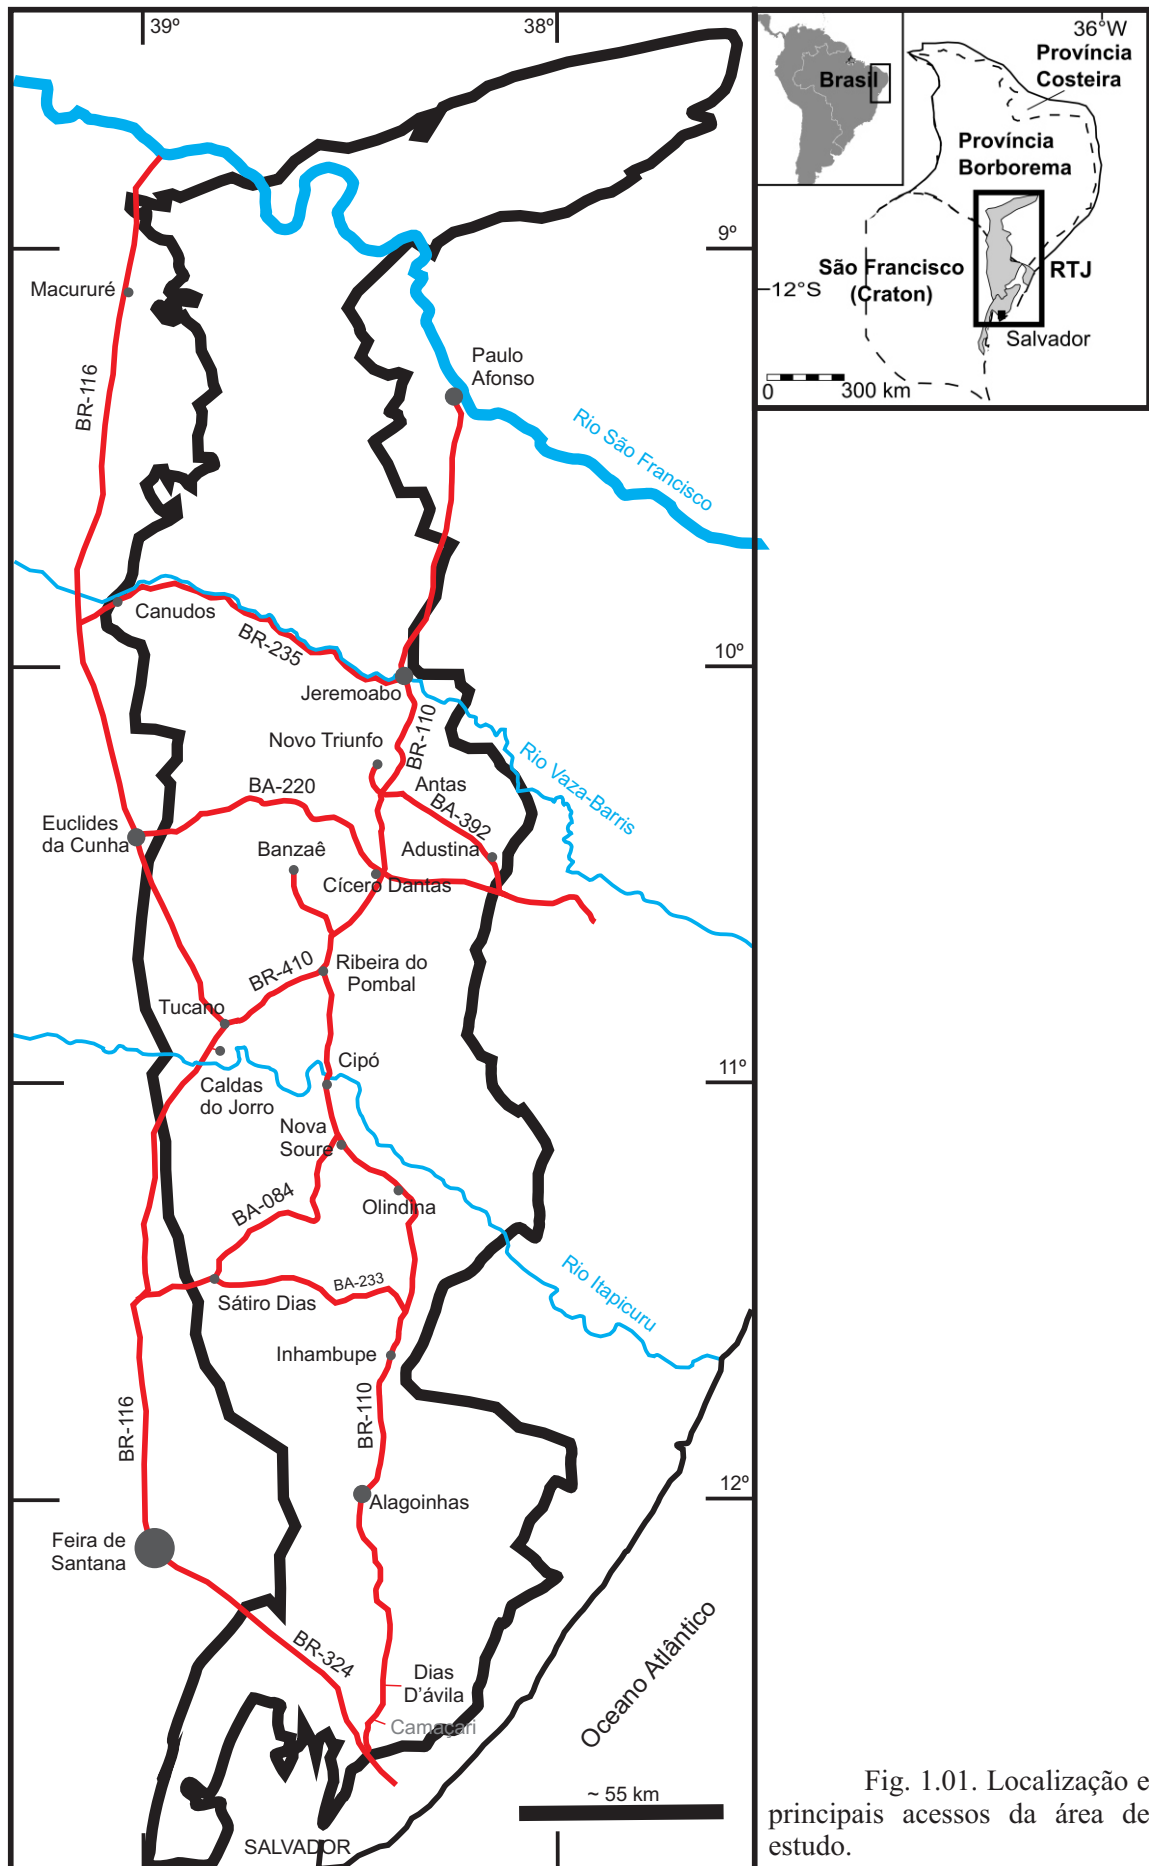 39º
38º
36°W
Província
Costeira
Brasil
Província
Borborema
São Francisco
(Craton)
RTJ
12°S
Salvador
0
300 km
9º
Macururé
BR-116
Paulo
Afonso
Rio São Francisco
Canudos
BR-235
10º
Jeremoabo
BR-110
Novo Triunfo
Rio Vaza-Barris
BA-220
Antas
BA-392
Euclides
da Cunha
Banzaê
Adustina
Cícero Dantas
BR-410
Ribeira do
Pombal
Tucano
Cipó
11º
Caldas
do Jorro
Nova
Soure
BA-084
Olindina
Rio Itapicuru
BA-233
Sátiro Dias
Inhambupe
BR-116
BR-110
12º
Alagoinhas
Feira de
Santana
BR-324
Oceano Atlântico
Dias
D'ávila
Camaçari
~ 55 km
SALVADOR
Fig. 1.01. Localização e
principais acessos da área de
estudo.